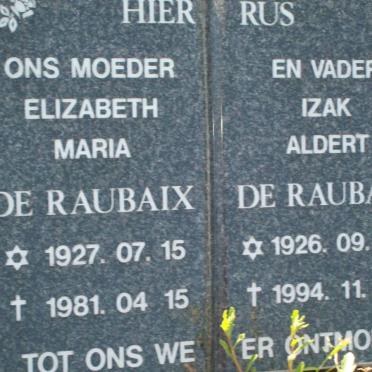 HIER RUS
ONS MOEDER EN VADER
ELIZABETH IZAK
MARIA ALDERT
DE RAUBAIX DE RAUBA
✡ 1927. 07. 15 ✡ 1926. 09.
✝ 1981. 04 15 ✝ 1994. 11.
TOT ONS WE ER ONTMO